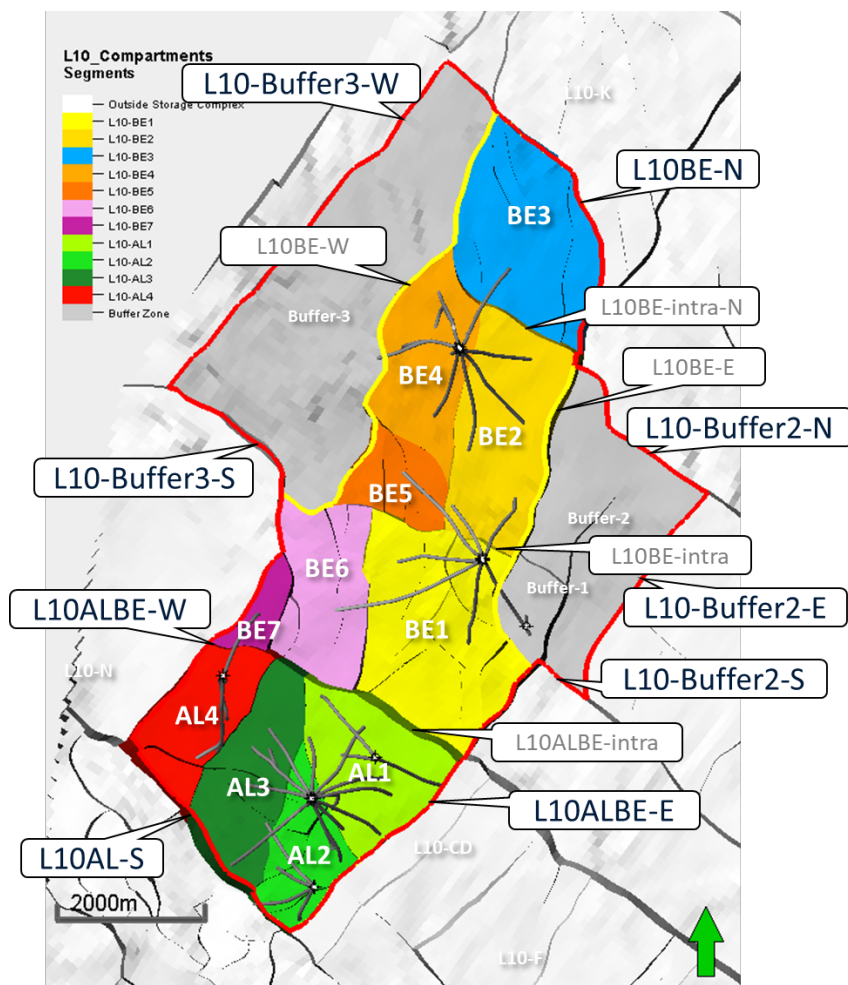 L10_Compartments
Segments
Outside Storage Complex
L10-BE1
L10-BE2
L10-BE3
L10-BE4
L10-BE5
L10-BE6
L10-BE7
L10-AL1
L10-AL2
L10-AL3
L10-AL4
Buffer Zone
L10-Buffer3-W
L10-K
L10BE-N
BE3
L10BE-W
L10BE-intra-N
Buffer-3
L10BE-E
BE4
L10-Buffer2-N
BE2
L10-Buffer3-S
BE5
Buffer-2
L10BE-intra
BE6
Buffer-1
L10-Buffer2-E
L10ALBE-W
BE7
BE1
L10-N
L10-Buffer2-S
AL4
L10ALBE-intra
AL1
AL3
L10ALBE-E
L10AL-S
AL2
L10-CD
2000m
L10-F